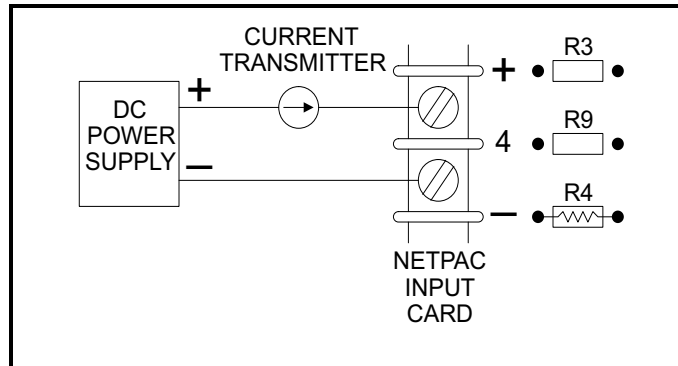 CURRENT
TRANSMITTER
DC
POWER
SUPPLY
+
−
+
4
−
R3
R9
R4
NETPAC
INPUT
CARD